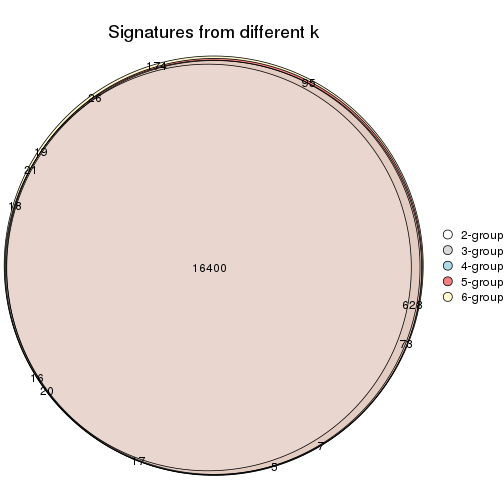 Signatures from different k
174
95
26
19
21
18
16400
628
73
16
20
17
7
5
2-group
3-group
4-group
5-group
6-group